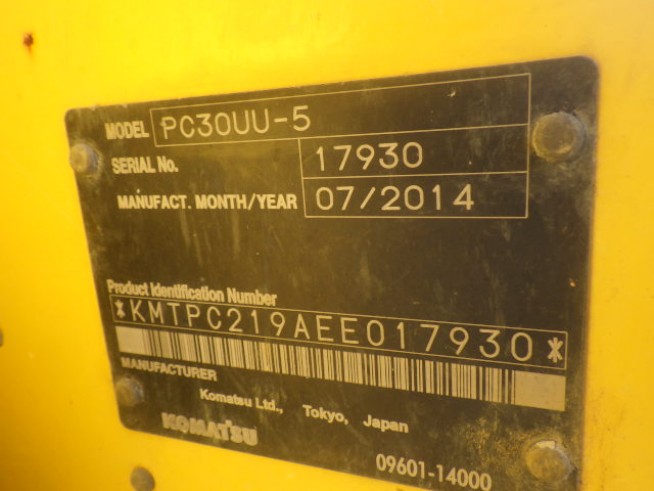 MODEL PC30UU-5
SERIAL No. 17930
MANUFACT. MONTH/YEAR 07/2014
Product Identification Number
*KMTPC219AEE017930*
MANUFACTURER
Komatsu Ltd., Tokyo, Japan
KOMATSU
09601-14000